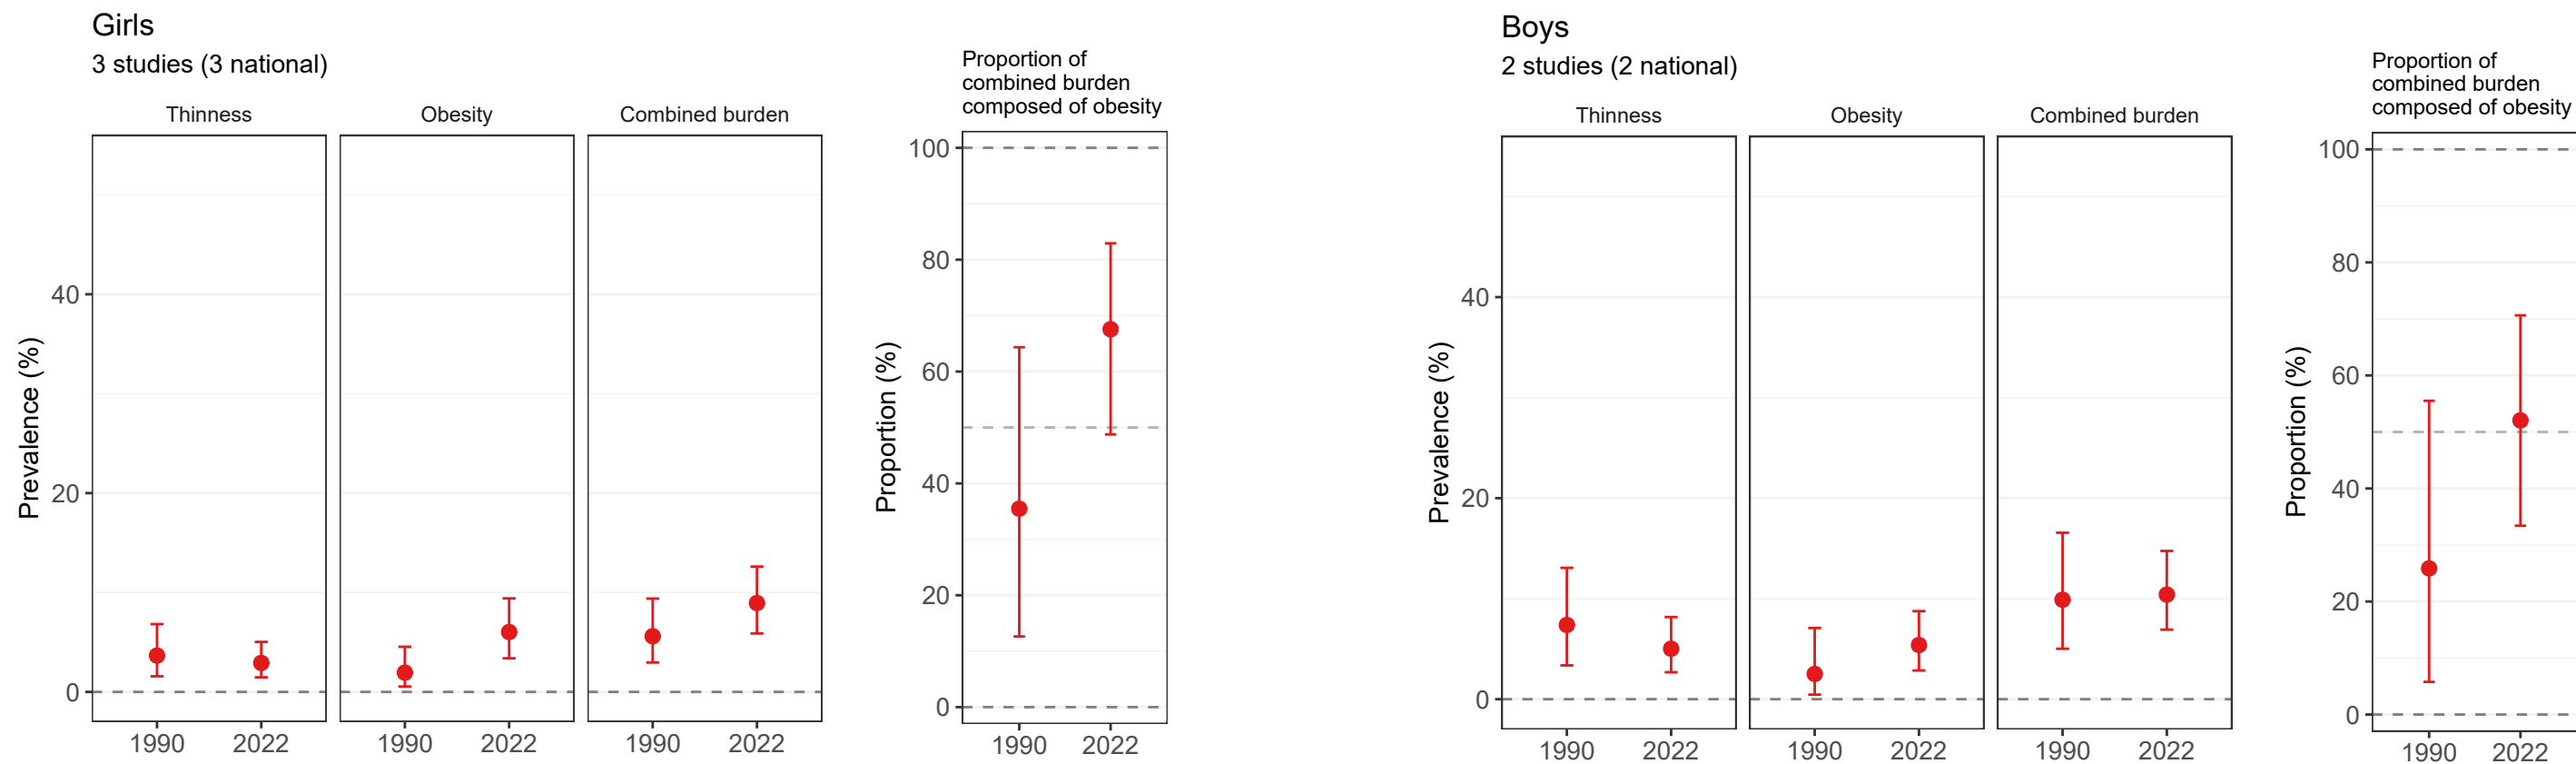 Girls
3 studies (3 national)
Thinness
Obesity
Combined burden
Prevalence (%)
40
20
0
1990 2022
1990 2022
1990 2022
Proportion of
combined burden
composed of obesity
Proportion (%)
100
80
60
40
20
0
1990 2022
Boys
2 studies (2 national)
Thinness
Obesity
Combined burden
Prevalence (%)
40
20
0
1990 2022
1990 2022
1990 2022
Proportion of
combined burden
composed of obesity
Proportion (%)
100
80
60
40
20
0
1990 2022